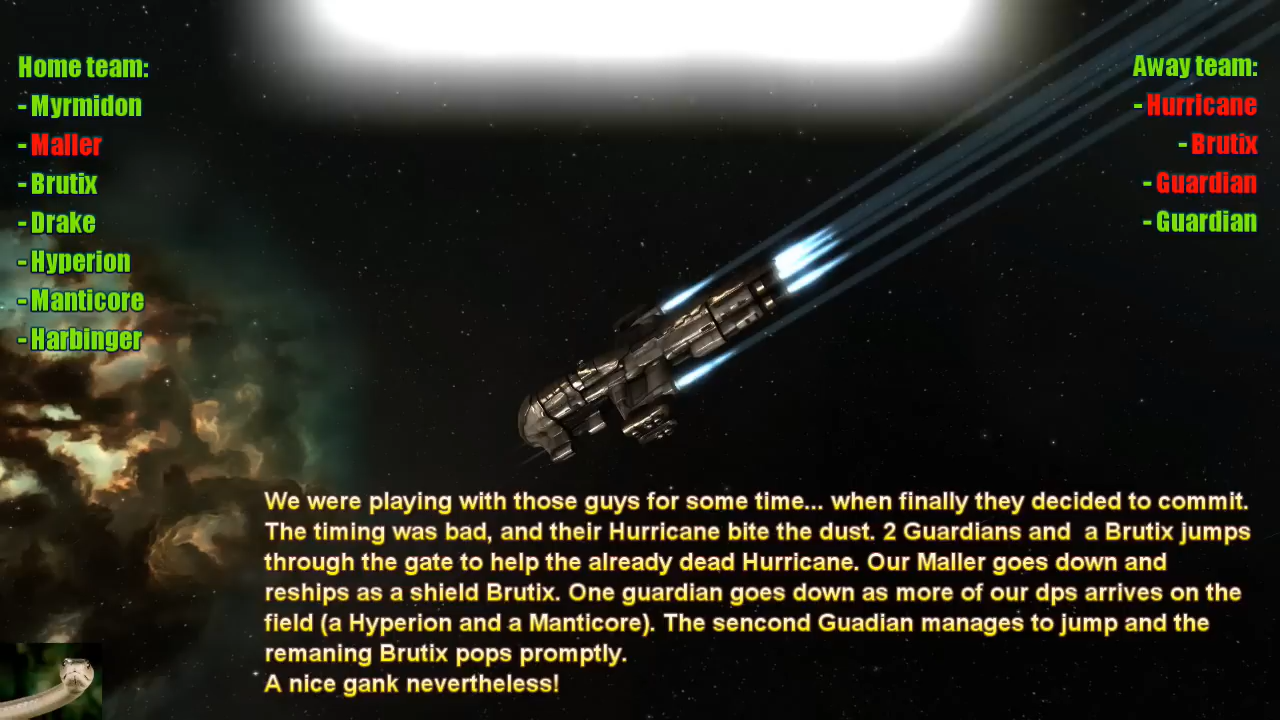 Home team:
- Myrmidon
- Maller
- Brutix
- Drake
- Hyperion
- Manticore
- Harbinger
Away team:
- Hurricane
- Brutix
- Guardian
- Guardian
We were playing with those guys for some time... when finally they decided to commit.
The timing was bad, and their Hurricane bite the dust. 2 Guardians and  a Brutix jumps
through the gate to help the already dead Hurricane. Our Maller goes down and
reships as a shield Brutix. One guardian goes down as more of our dps arrives on the
field (a Hyperion and a Manticore). The sencond Guadian manages to jump and the
remaning Brutix pops promptly.
A nice gank nevertheless!